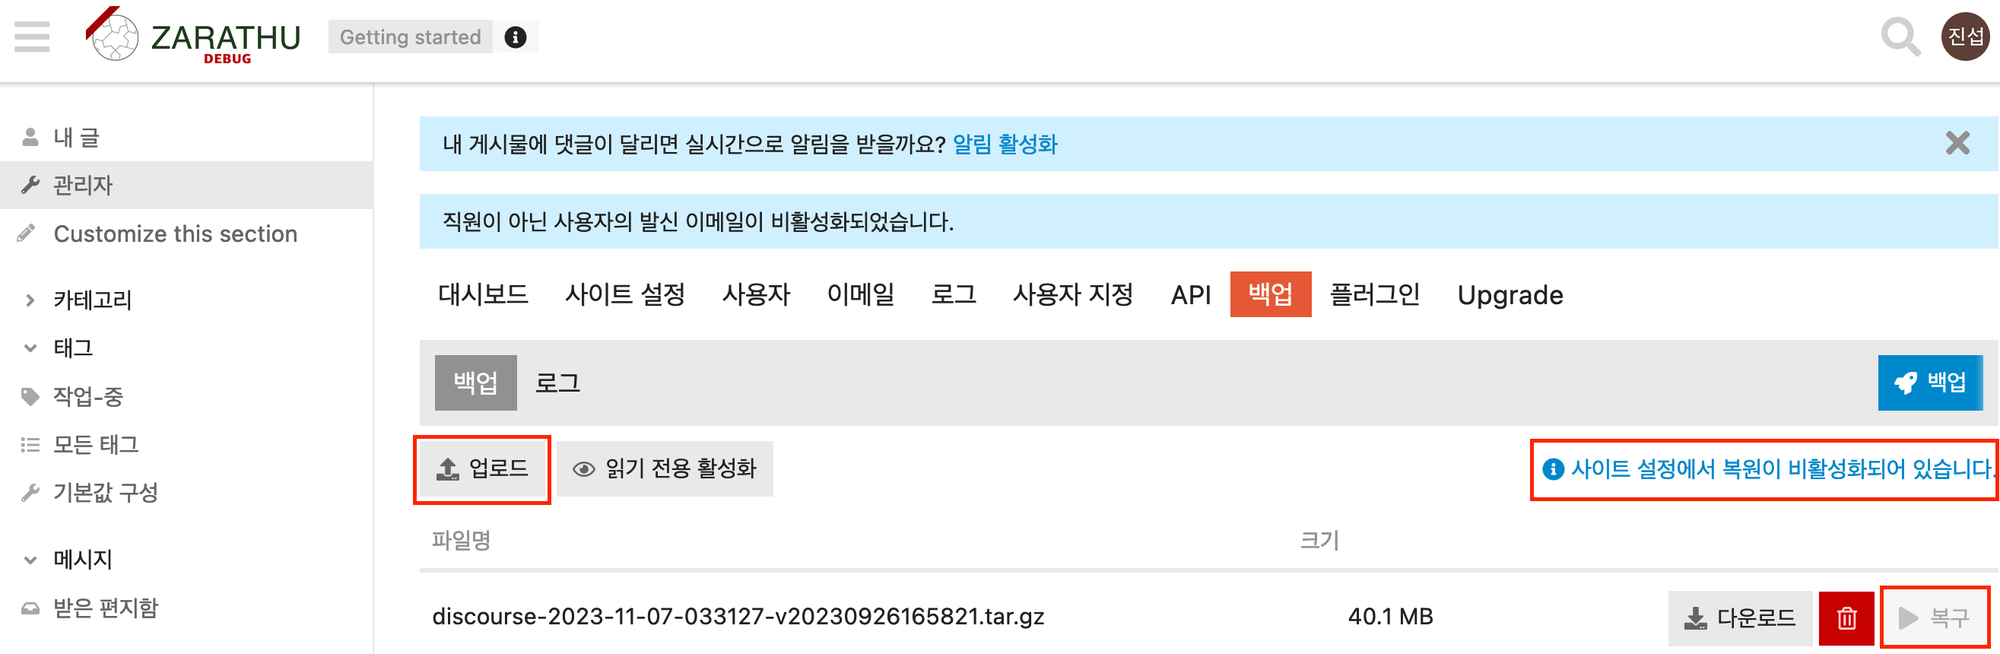 ZARATHU
DEBUG
Getting started
진섭
내 글
관리자
Customize this section
카테고리
태그
작업-중
모든 태그
기본값 구성
메시지
받은 편지함
내 게시물에 댓글이 달리면 실시간으로 알림을 받을까요? 알림 활성화
직원이 아닌 사용자의 발신 이메일이 비활성화되었습니다.
대시보드 사이트 설정 사용자 이메일 로그 사용자 지정 API 백업 플러그인 Upgrade
백업 로그 백업
업로드 읽기 전용 활성화 사이트 설정에서 복원이 비활성화되어 있습니다.
파일명 크기
discourse-2023-11-07-033127-v20230926165821.tar.gz 40.1 MB 다운로드 복구